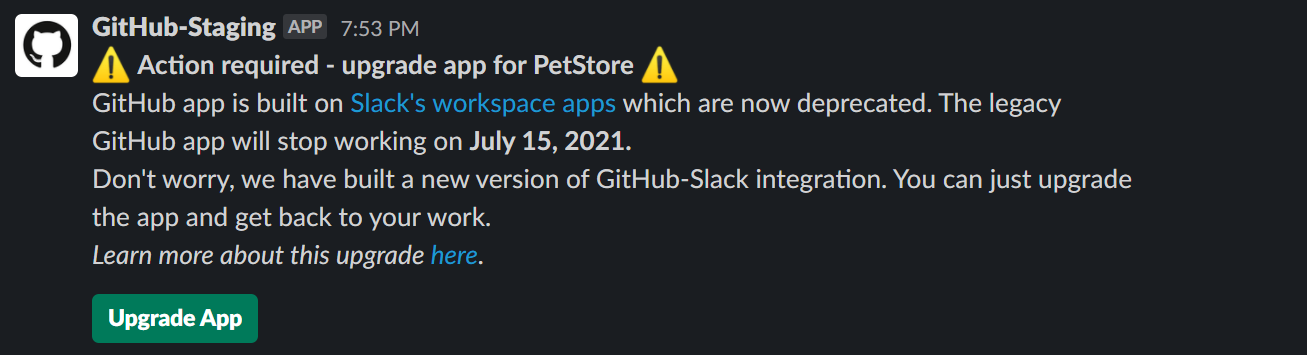 GitHub-Staging APP 7:53 PM
⚠️ Action required - upgrade app for PetStore ⚠️
GitHub app is built on Slack's workspace apps which are now deprecated. The legacy
GitHub app will stop working on July 15, 2021.
Don't worry, we have built a new version of GitHub-Slack integration. You can just upgrade
the app and get back to your work.
Learn more about this upgrade here.
Upgrade App